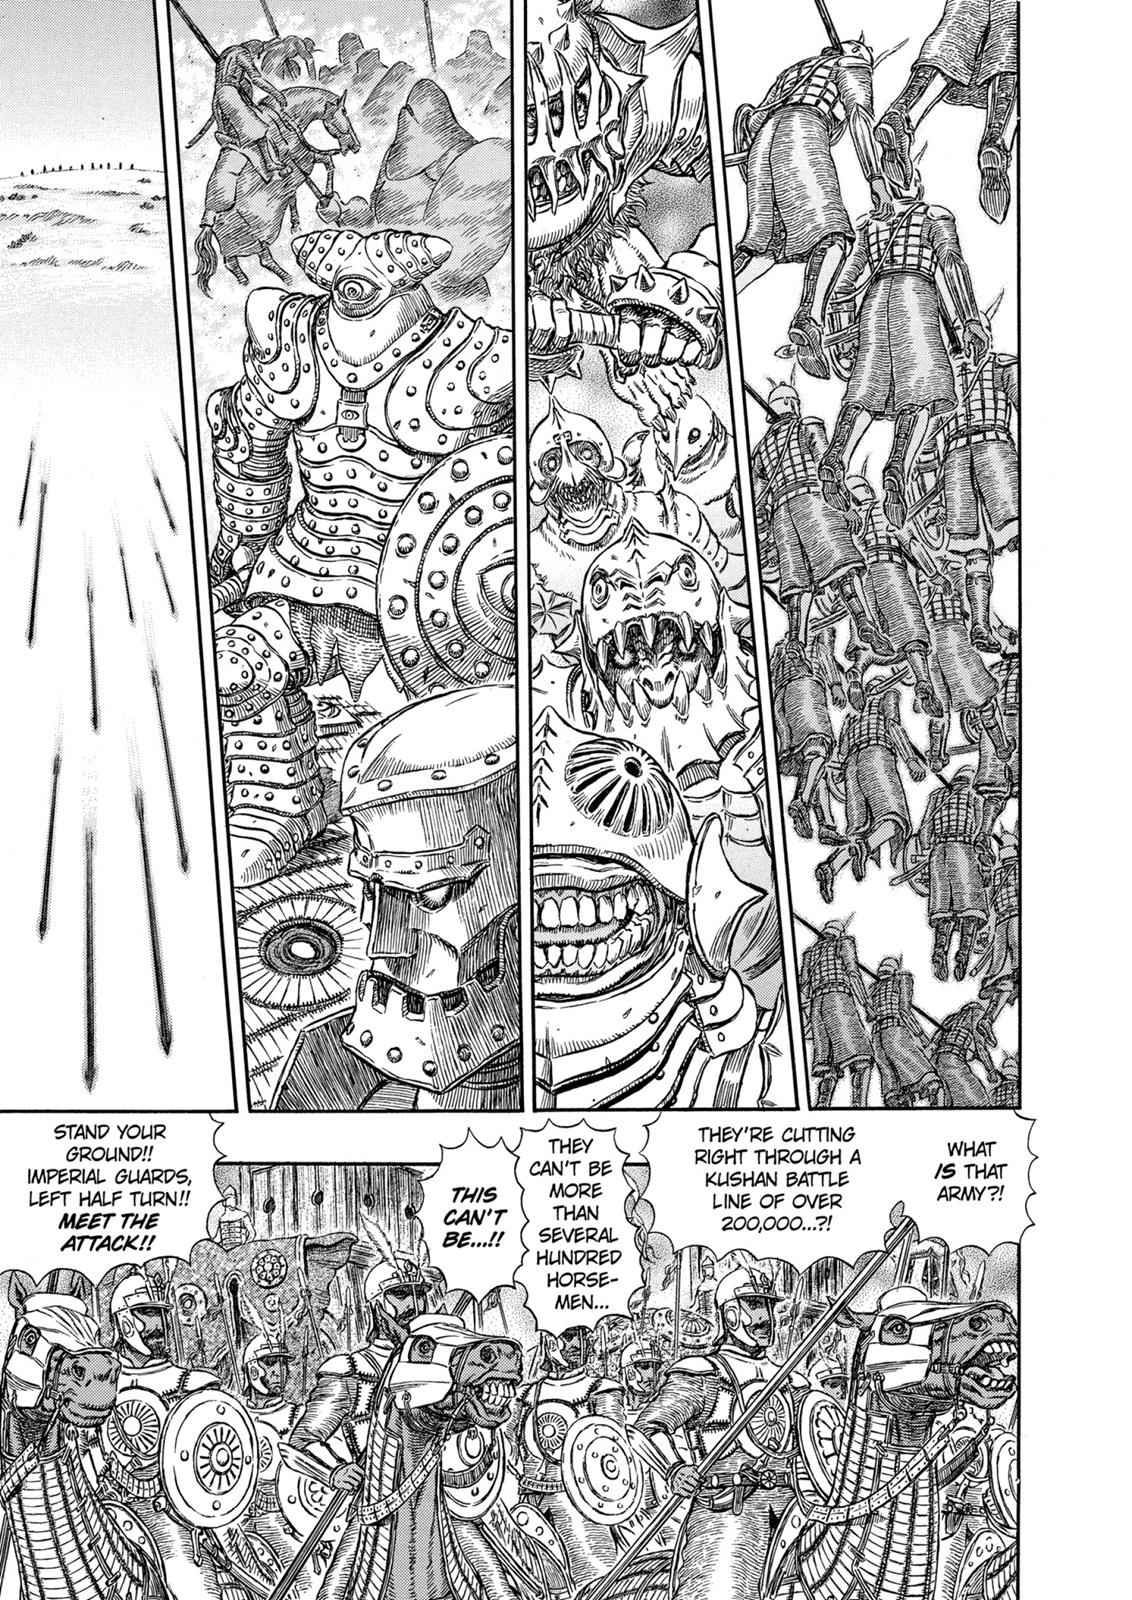 WHAT
IS THAT
ARMY?!
THEY'RE CUTTING
RIGHT THROUGH A
KUSHAN BATTLE
LINE OF OVER
200,000...?!
THEY
CAN'T BE
MORE
THAN
SEVERAL
HUNDRED
HORSE-
MEN...
THIS
CAN'T
BE...!!
STAND YOUR
GROUND!!
IMPERIAL GUARDS,
LEFT HALF TURN!!
MEET THE
ATTACK!!